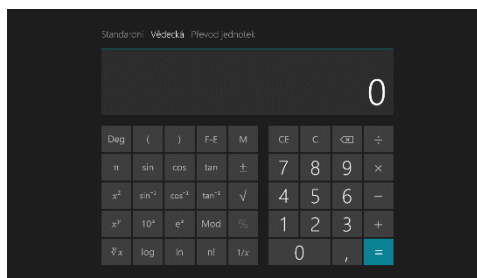 Standardní Vědecká Převod jednotek
0
Deg ( ) F-E M CE C ⌫ ÷
π sin cos tan ± 7 8 9 ×
x² sin⁻¹ cos⁻¹ tan⁻¹ √ 4 5 6 −
xʸ 10ˣ eˣ Mod % 1 2 3 +
ʸ√x log ln n! 1/x 0 , =